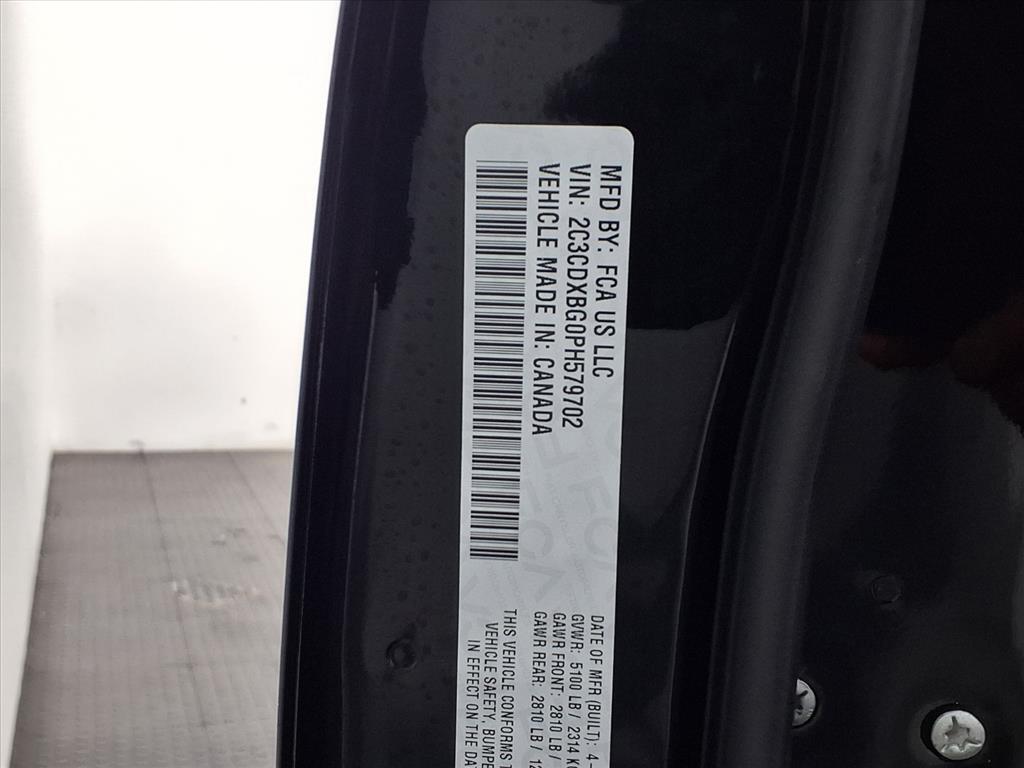 MFD BY: FCA US LLC
VIN: 2C3CDXBG0PH579702
VEHICLE MADE IN: CANADA
DATE OF MFR (BUILT): 4-
GVWR: 5100 LB / 2314 KG
GAWR FRONT: 2810 LB /
GAWR REAR: 2810 LB / 12
THIS VEHICLE CONFORMS T
VEHICLE SAFETY, BUMPE
IN EFFECT ON THE DA